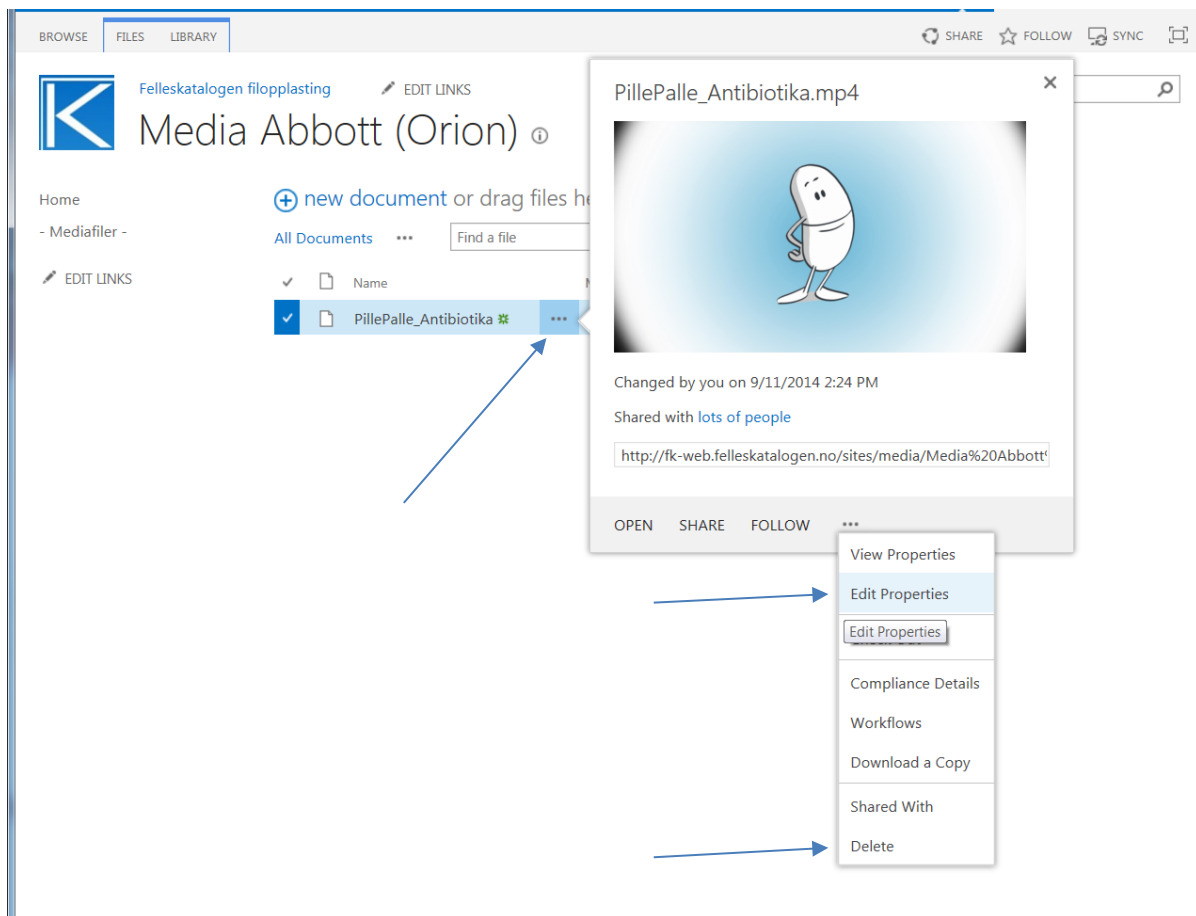 BROWSE FILES LIBRARY SHARE FOLLOW SYNC
Felleskatalogen filopplasting EDIT LINKS
Media Abbott (Orion)
Home
- Mediafiler -
EDIT LINKS
new document or drag files he
All Documents ••• Find a file
Name
PillePalle_Antibiotika •••
PillePalle_Antibiotika.mp4
Changed by you on 9/11/2014 2:24 PM
Shared with lots of people
http://fk-web.felleskatalogen.no/sites/media/Media%20Abbott%
OPEN SHARE FOLLOW •••
View Properties
Edit Properties
Edit Properties
Compliance Details
Workflows
Download a Copy
Shared With
Delete